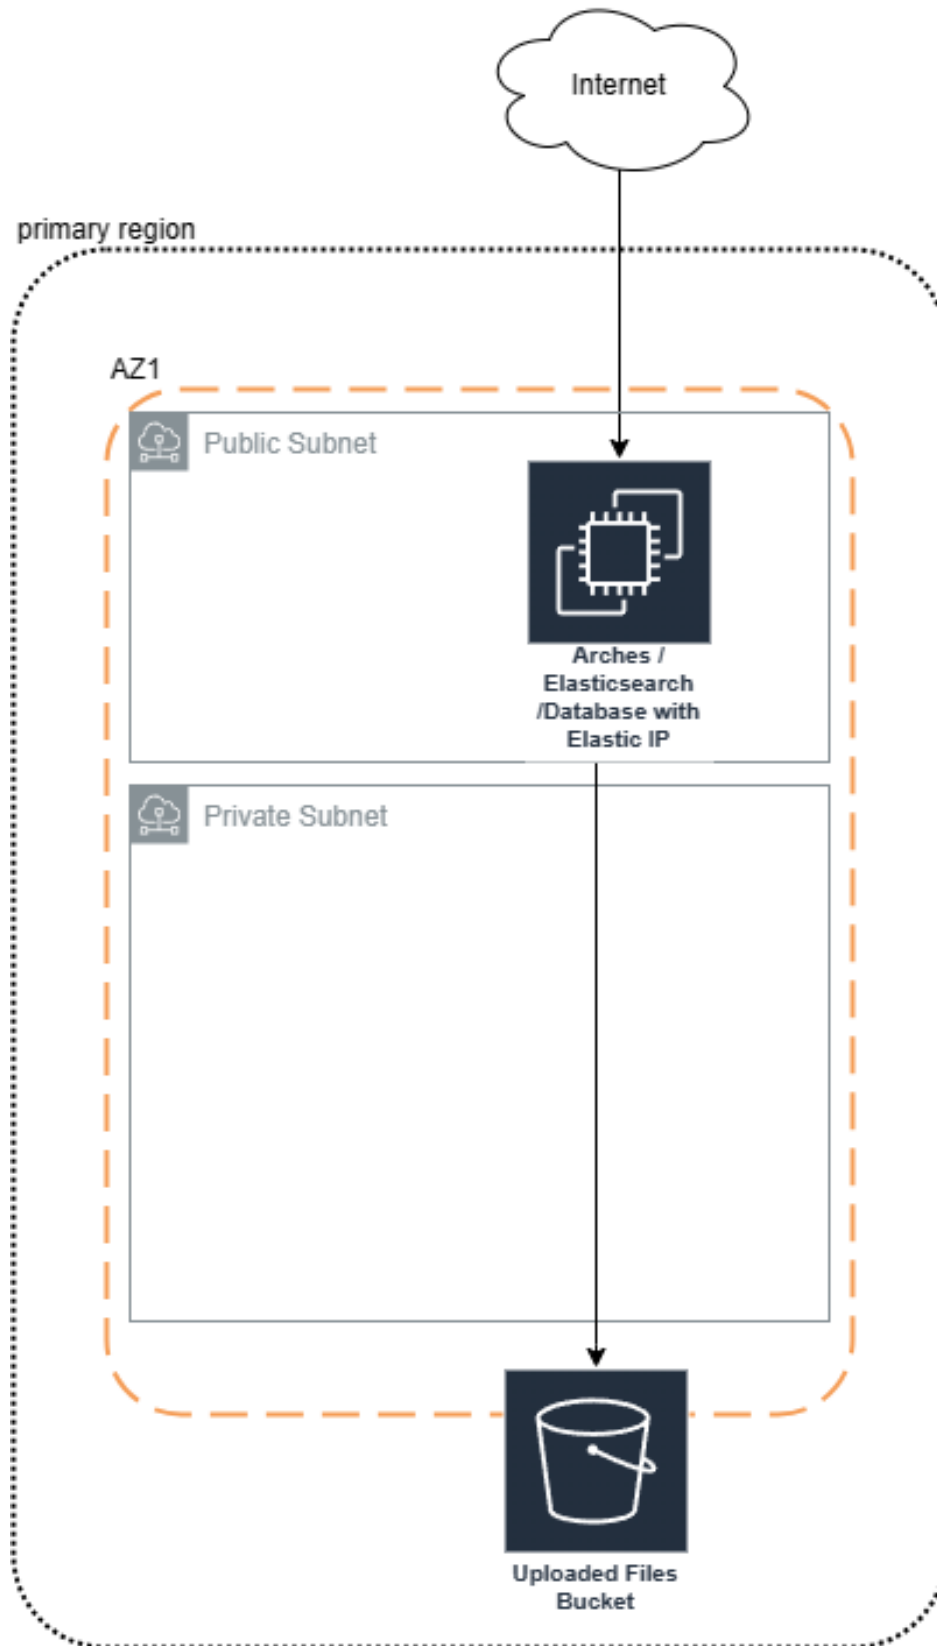 Internet
primary region
AZ1
Public Subnet
Arches /
Elasticsearch
/Database with
Elastic IP
Private Subnet
Uploaded Files
Bucket